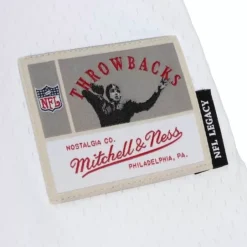 THROWBACKS
NFL
NOSTALGIA CO.
Mitchell & Ness
PHILADELPHIA, PA.
NFL LEGACY